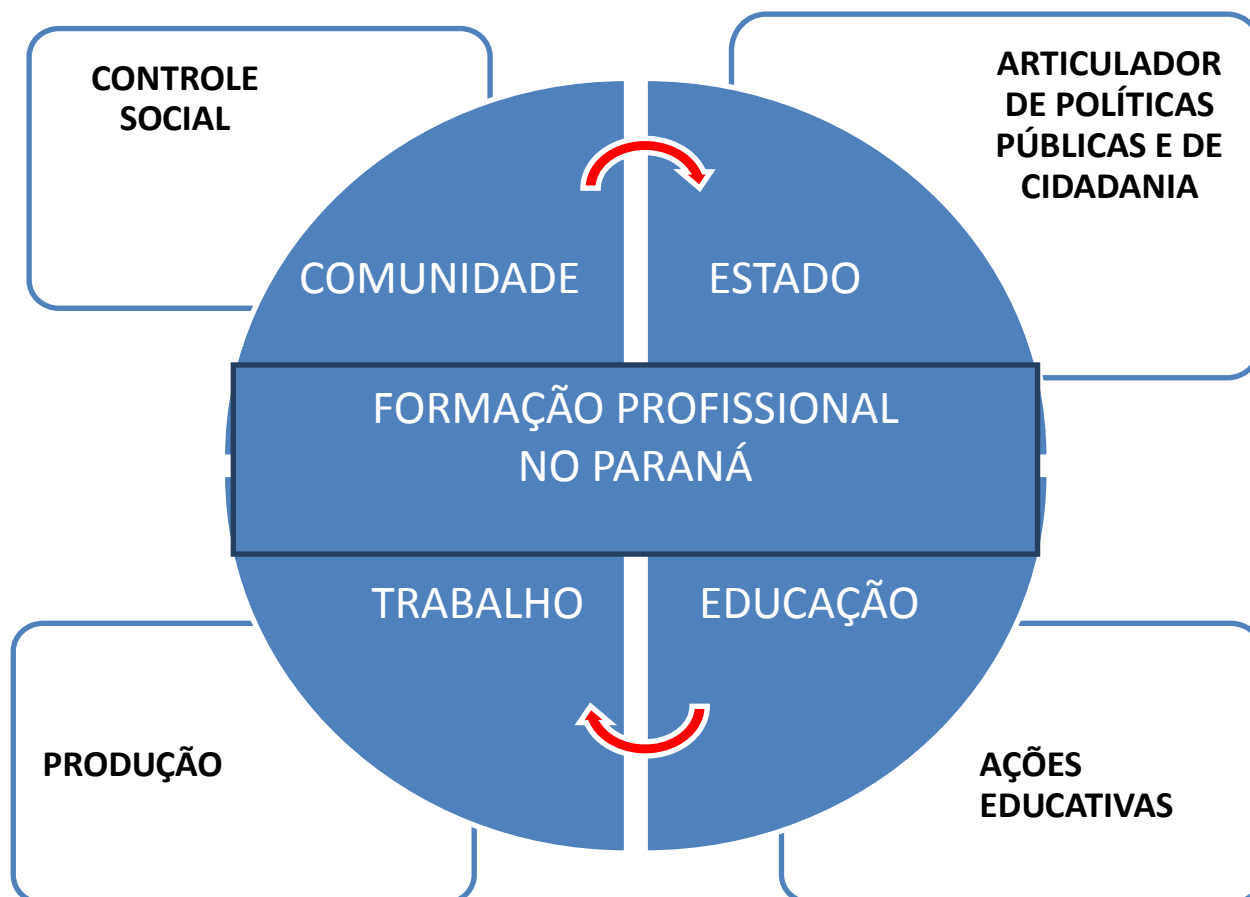 CONTROLE
SOCIAL
ARTICULADOR
DE POLÍTICAS
PÚBLICAS E DE
CIDADANIA
COMUNIDADE
ESTADO
FORMAÇÃO PROFISSIONAL
NO PARANÁ
TRABALHO
EDUCAÇÃO
PRODUÇÃO
AÇÕES
EDUCATIVAS